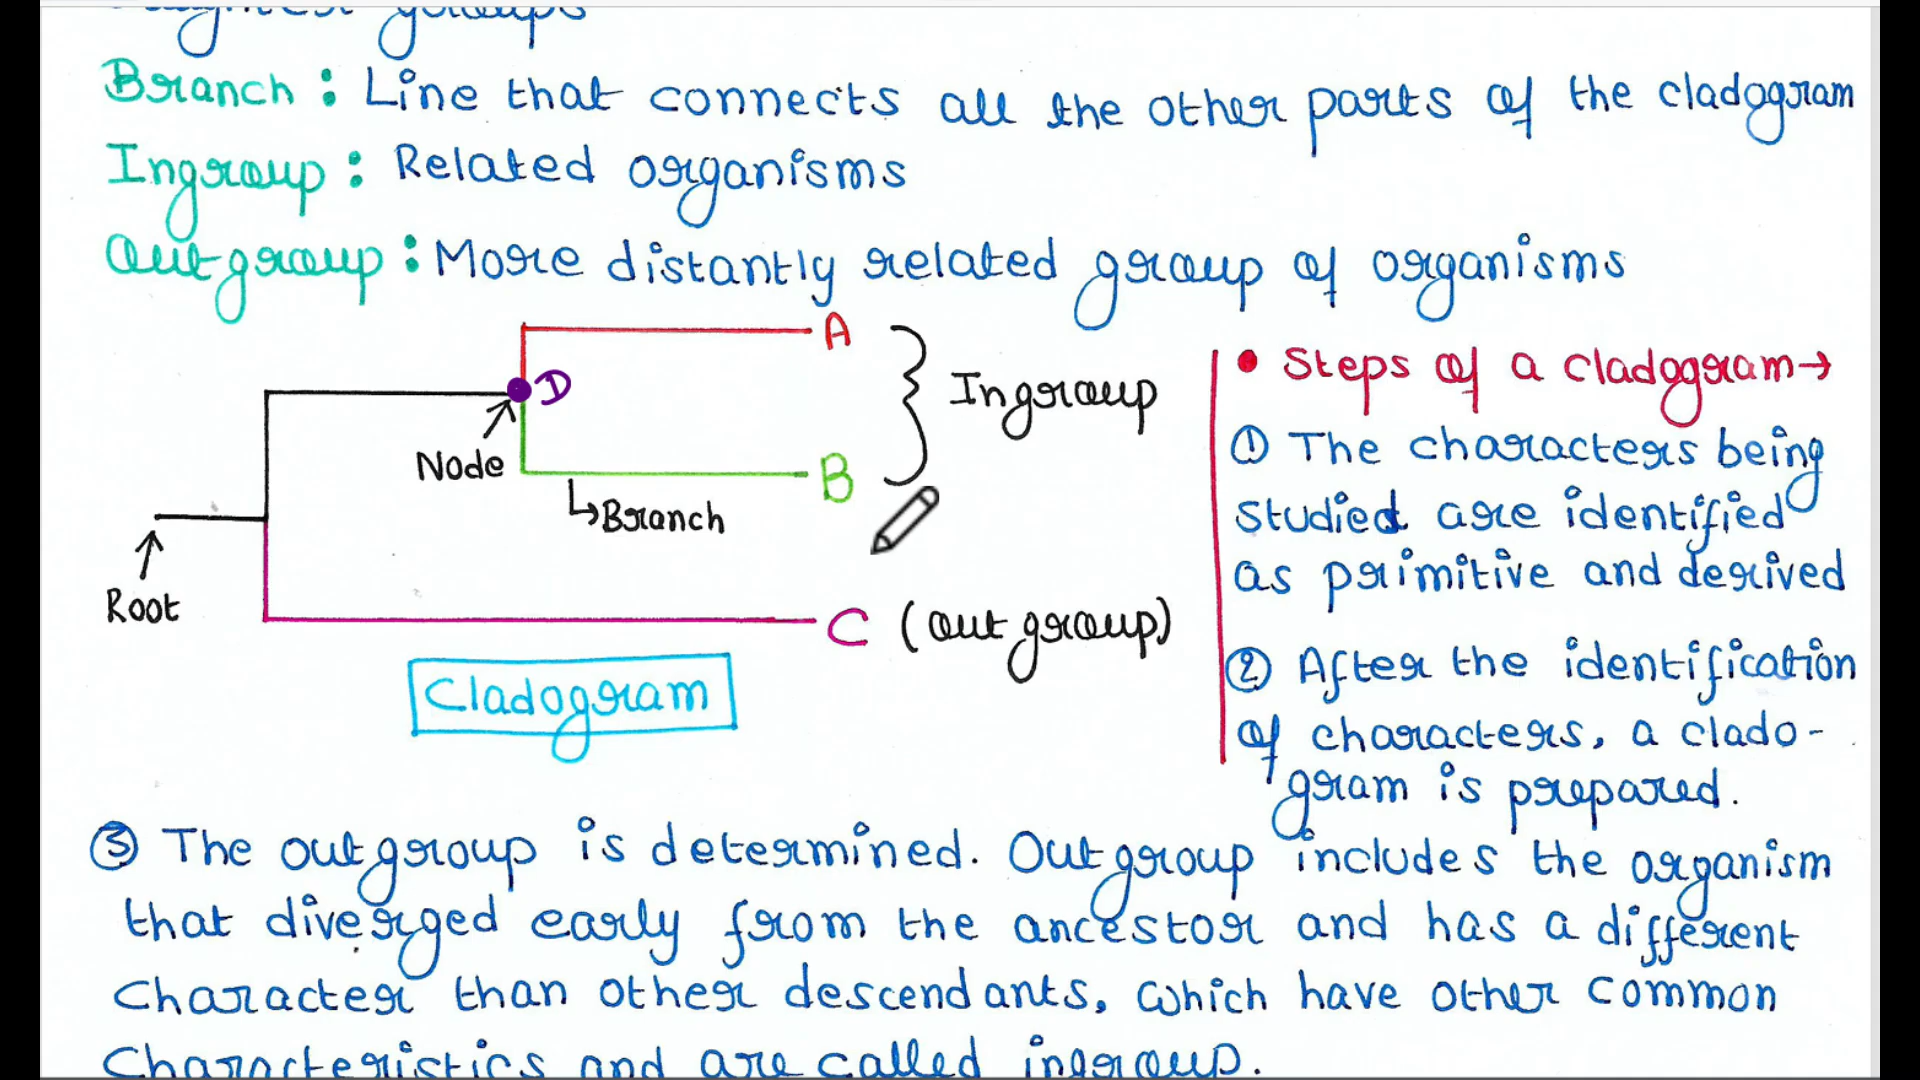 groups
Branch : Line that connects all the other parts of the cladogram
Ingroup : Related organisms
Outgroup : More distantly related group of organisms
A
D
Ingroup
Node
B
Branch
Root
C (outgroup)
Cladogram
• Steps of a cladogram→
① The characters being
studied are identified
as primitive and derived
② After the identification
of characters, a clado-
gram is prepared.
③ The outgroup is determined. Outgroup includes the organism
that diverged early from the ancestor and has a different
character than other descendants, which have other common
characteristics and are called ingroup.